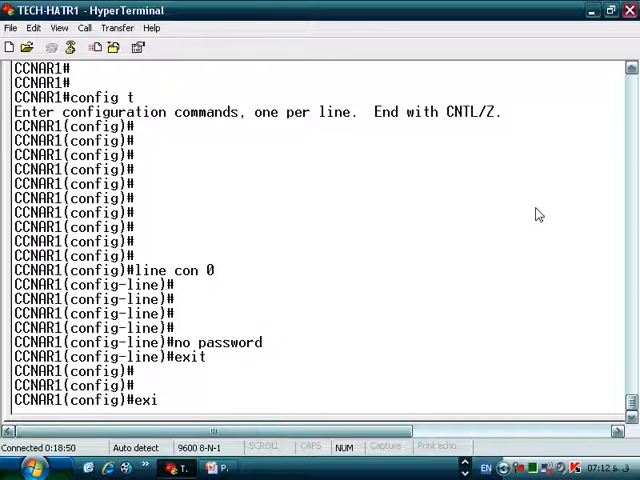 TECH-HATR1 - HyperTerminal
File Edit View Call Transfer Help
CCNAR1#
CCNAR1#
CCNAR1#config t
Enter configuration commands, one per line.  End with CNTL/Z.
CCNAR1(config)#
CCNAR1(config)#
CCNAR1(config)#
CCNAR1(config)#
CCNAR1(config)#
CCNAR1(config)#
CCNAR1(config)#
CCNAR1(config)#
CCNAR1(config)#
CCNAR1(config)#
CCNAR1(config)#line con 0
CCNAR1(config-line)#
CCNAR1(config-line)#
CCNAR1(config-line)#
CCNAR1(config-line)#no password
CCNAR1(config-line)#exit
CCNAR1(config)#
CCNAR1(config)#
CCNAR1(config)#exi
Connected 0:18:50 Auto detect 9600 8-N-1 SCROLL CAPS NUM Capture Print echo
T. P. EN 07:12 ع